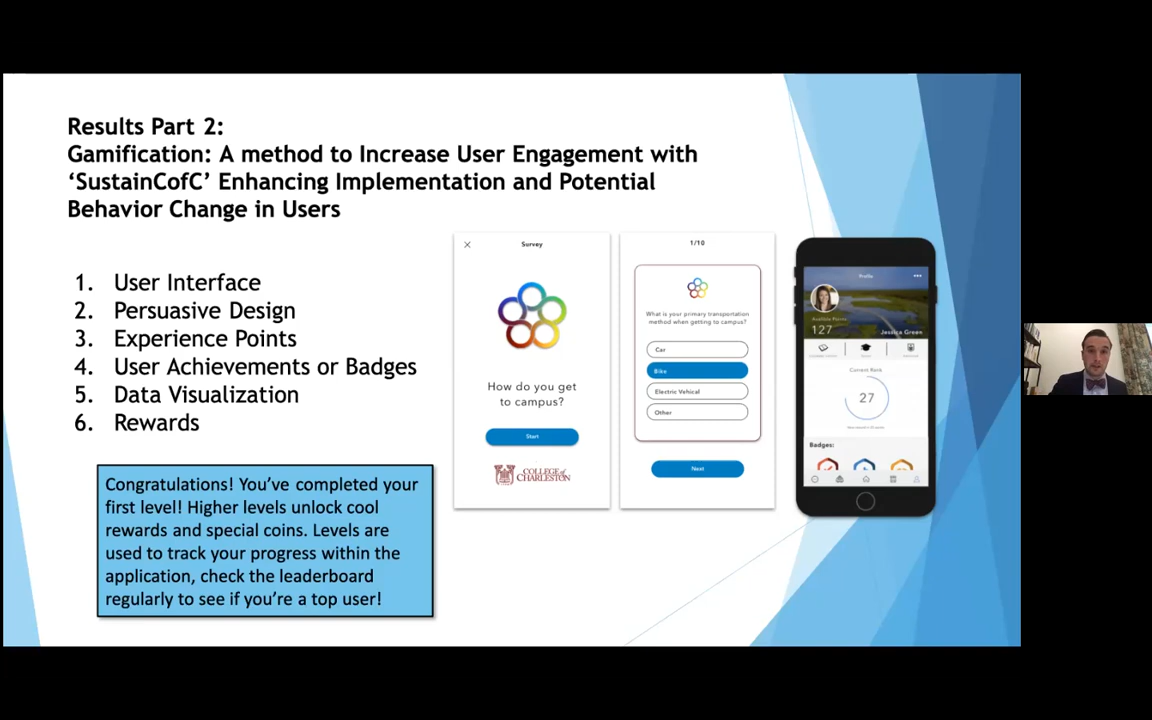 Results Part 2:
Gamification: A method to Increase User Engagement with
‘SustainCofC’ Enhancing Implementation and Potential
Behavior Change in Users
1. User Interface
2. Persuasive Design
3. Experience Points
4. User Achievements or Badges
5. Data Visualization
6. Rewards
Congratulations! You’ve completed your
first level! Higher levels unlock cool
rewards and special coins. Levels are
used to track your progress within the
application, check the leaderboard
regularly to see if you’re a top user!
Survey
How do you get
to campus?
Start
COLLEGE of
CHARLESTON
1/10
What is your primary transportation
method when getting to campus?
Car
Bike
Electric Vehical
Other
Next
Profile
Available Points
127
Jessica Green
Current Rank
27
Badges: